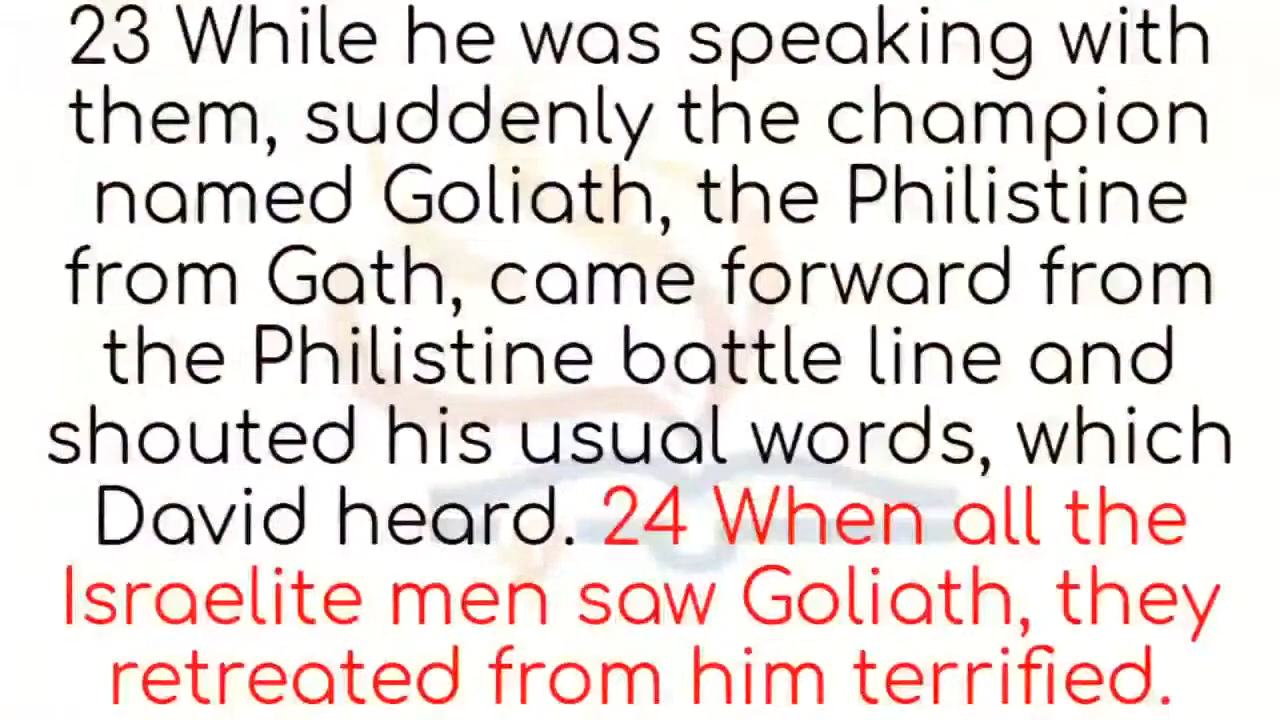 23 While he was speaking with
them, suddenly the champion
named Goliath, the Philistine
from Gath, came forward from
the Philistine battle line and
shouted his usual words, which
David heard. 24 When all the
Israelite men saw Goliath, they
retreated from him terrified.